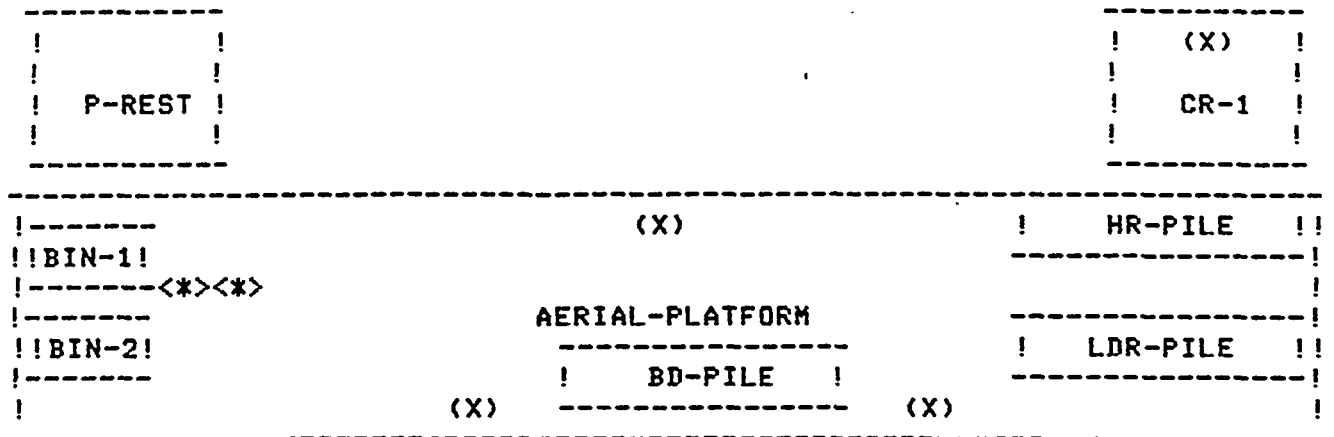 -----------                                                  -----------
!         !                                                  !   (X)   !
!         !                                                  !         !
!  P-REST !                                                  !   CR-1  !
!         !                                                  !         !
-----------                                                  -----------
-------------------------------------------------------------------------
!-------                          (X)                   !    HR-PILE   !!
!!BIN-1!                                                ----------------!
!-------<*><*>                                                          !
!-------                     AERIAL-PLATFORM            ----------------!
!!BIN-2!                      ----------------          !   LDR-PILE   !!
!-------                      !    BD-PILE   !          ----------------!
!                       (X)   ----------------   (X)                    !